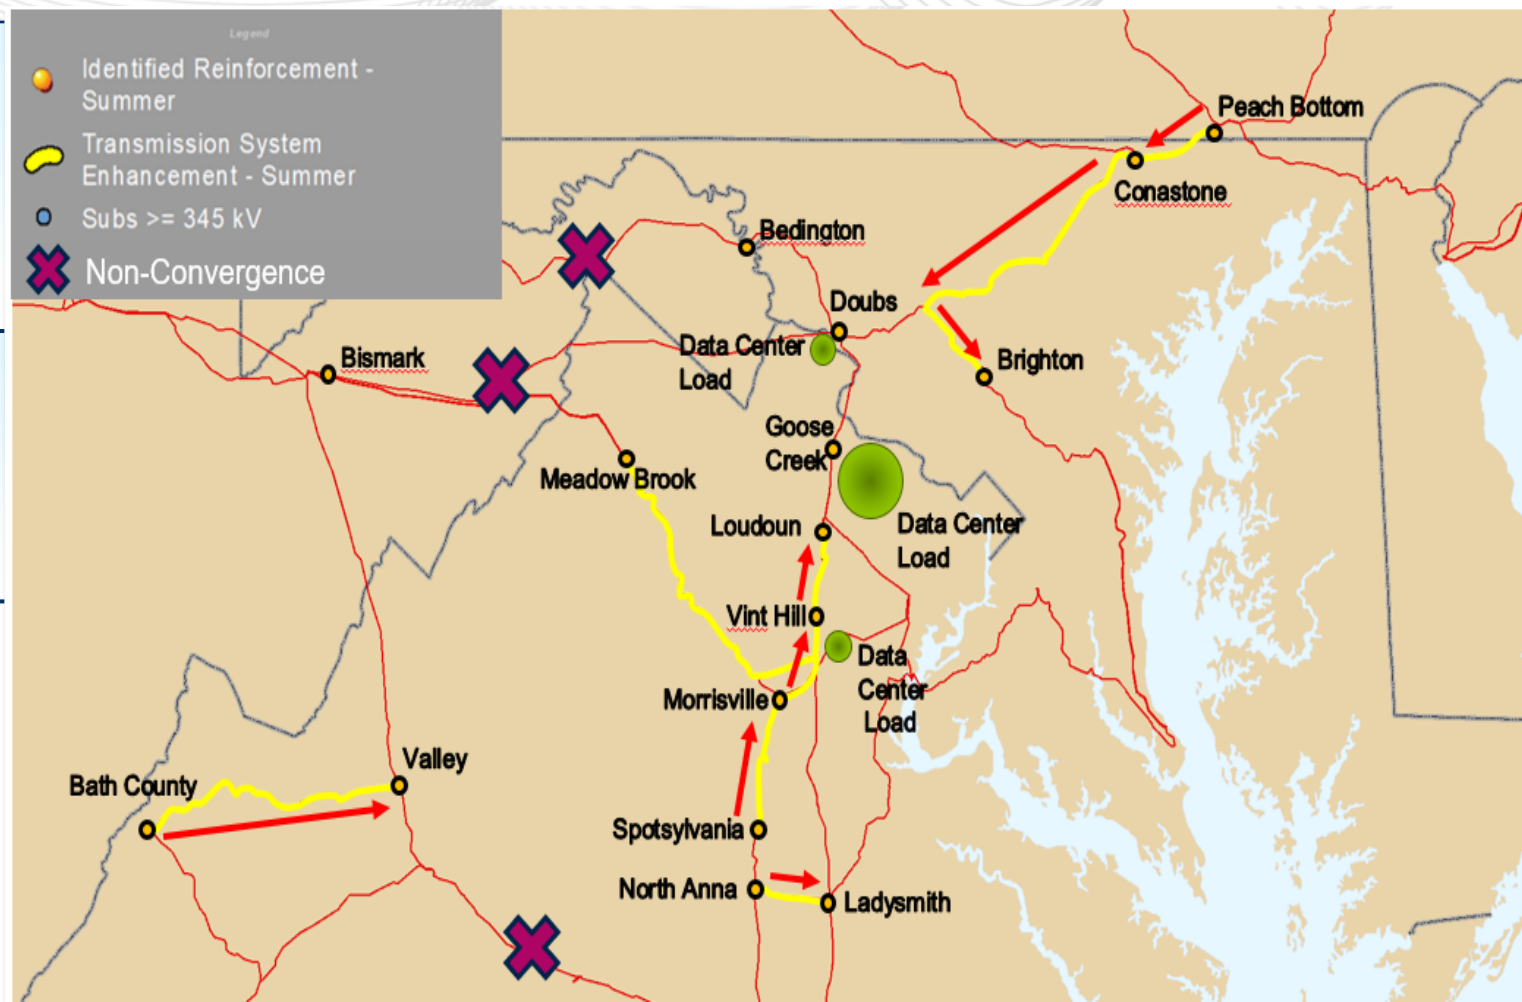 Legend
Identified Reinforcement -
Summer
Transmission System
Enhancement - Summer
Subs >= 345 kV
Non-Convergence
Peach Bottom
Conastone
Bedington
Doubs
Data Center
Load
Brighton
Bismark
Goose
Creek
Meadow Brook
Loudoun
Data Center
Load
Vint Hill
Data
Center
Load
Morrisville
Valley
Bath County
Spotsylvania
North Anna
Ladysmith